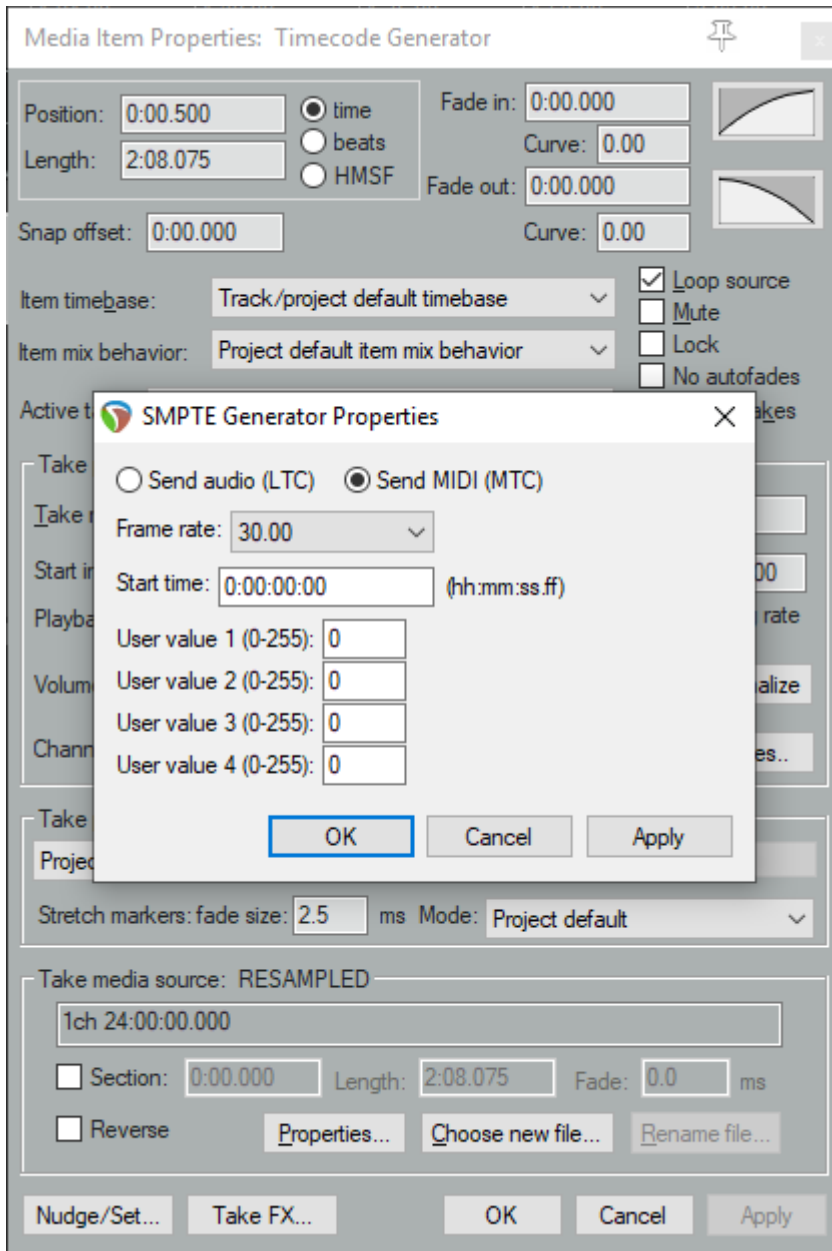 Media Item Properties: Timecode Generator
Position: 0:00.500 time Fade in: 0:00.000
beats Curve: 0.00
Length: 2:08.075 HMSF Fade out: 0:00.000
Snap offset: 0:00.000 Curve: 0.00
Item timebase: Track/project default timebase Loop source
Mute
Item mix behavior: Project default item mix behavior Lock
No autofades
Active
SMPTE Generator Properties
Take
Send audio (LTC) Send MIDI (MTC)
Frame rate: 30.00
Start time: 0:00:00:00 (hh:mm:ss.ff)
Start rate
User value 1 (0-255): 0
User value 2 (0-255): 0
User value 3 (0-255): 0
User value 4 (0-255): 0
Take OK Cancel Apply
Stretch markers: fade size: 2.5 ms Mode: Project default
Take media source: RESAMPLED
1ch 24:00:00.000
Section: 0:00.000 Length: 2:08.075 Fade: 0.0 ms
Reverse Properties... Choose new file... Rename file...
Nudge/Set... Take FX... OK Cancel Apply